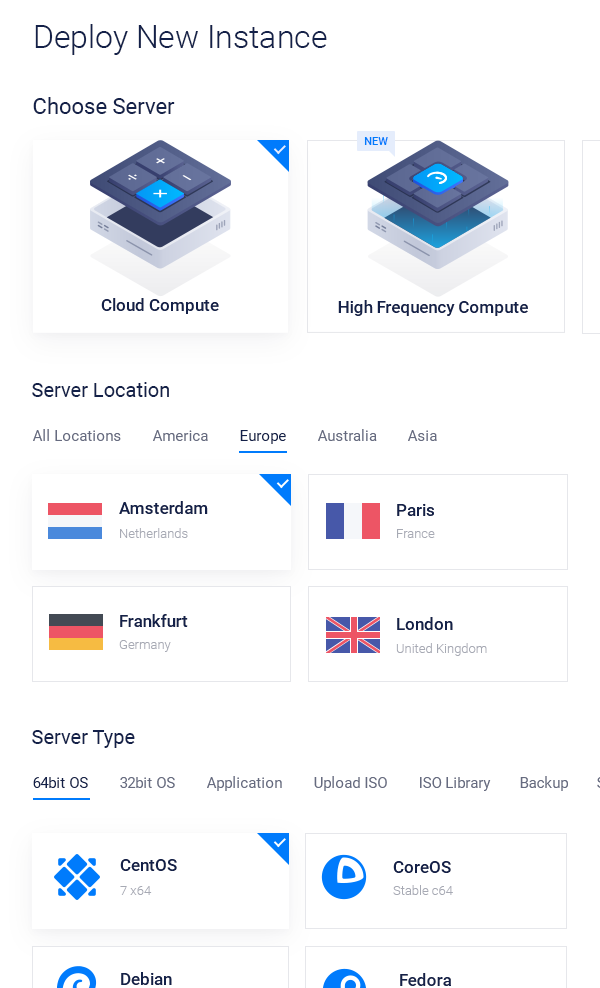 Deploy New Instance
Choose Server
NEW
Cloud Compute
High Frequency Compute
Server Location
All Locations America Europe Australia Asia
Amsterdam
Netherlands
Paris
France
Frankfurt
Germany
London
United Kingdom
Server Type
64bit OS 32bit OS Application Upload ISO ISO Library Backup
CentOS
7 x64
CoreOS
Stable c64
Debian
Fedora